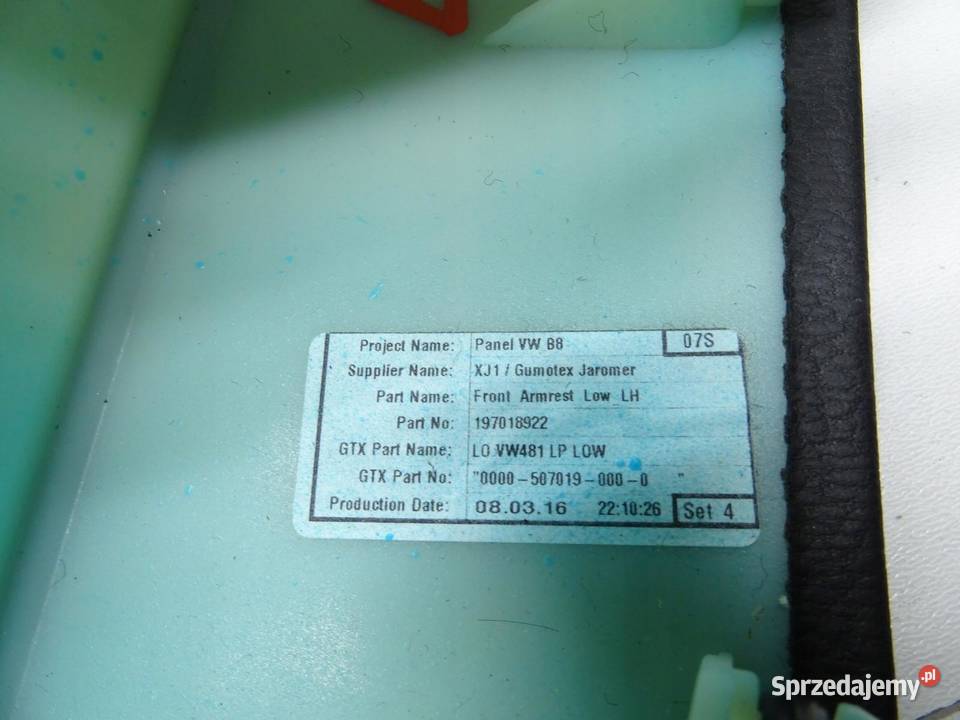 Project Name: Panel VW B8 07S
Supplier Name: XJ1 / Gumotex Jaromer
Part Name: Front Armrest Low LH
Part No: 197018922
GTX Part Name: LO VW481 LP LOW
GTX Part No: "0000-507019-000-0 "
Production Date: 08.03.16 22:10:26 Set 4
Sprzedajemy.pl